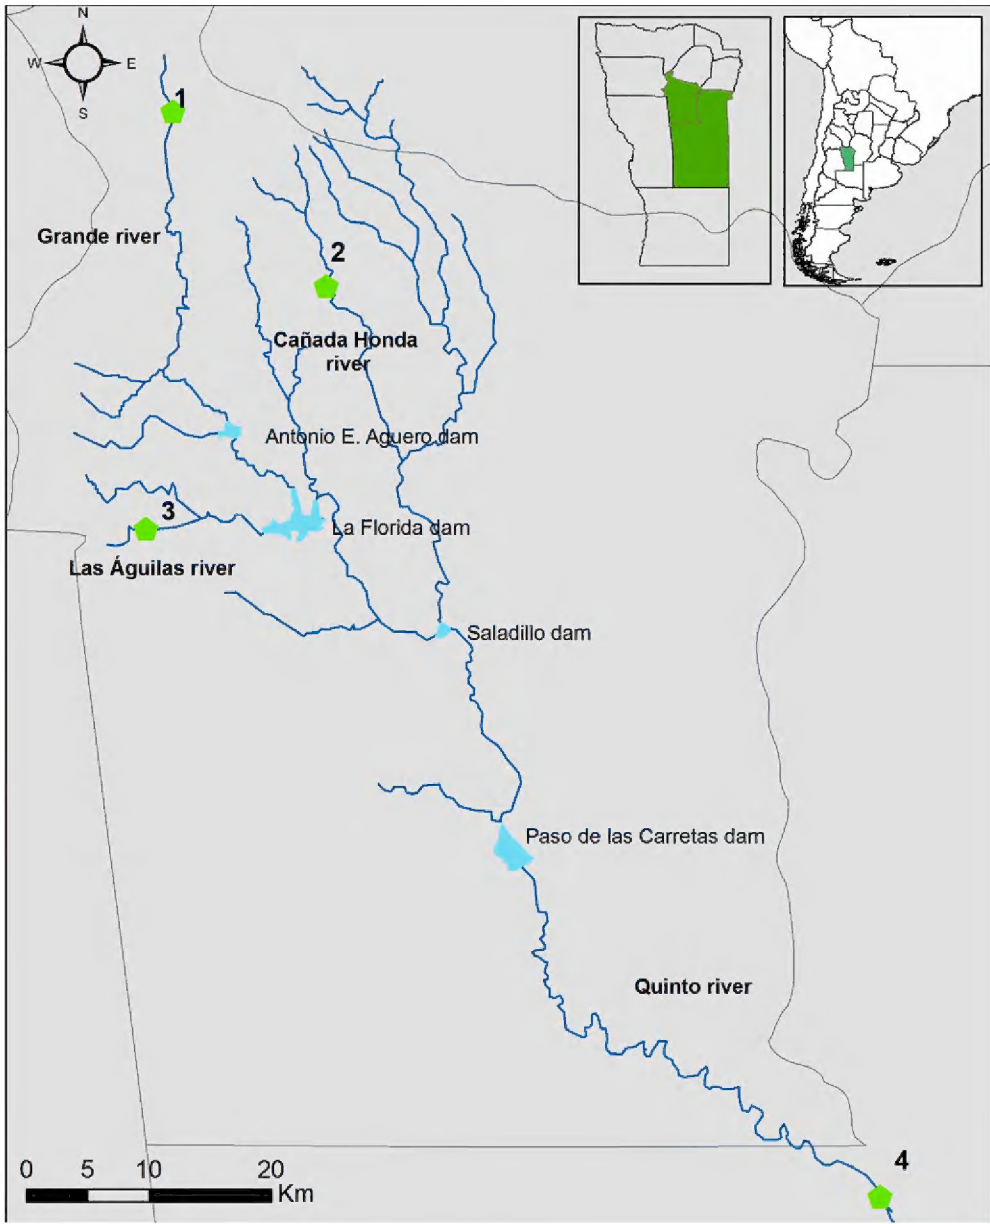 N
W E
S
1
Grande river
2
Cañada Honda
river
Antonio E. Aguero dam
3
La Florida dam
Las Águilas river
Saladillo dam
Paso de las Carretas dam
Quinto river
4
0 5 10 20
Km